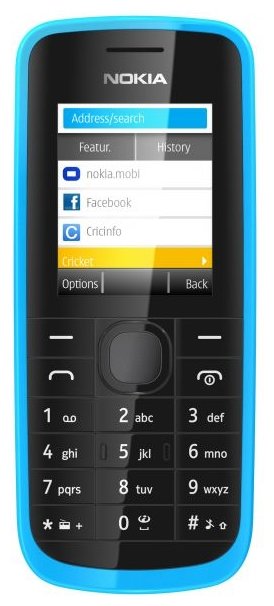 NOKIA
Address/search
Featur. History
nokia.mobi
f Facebook
C Cricinfo
Cricket
Options Back
1 2 abc 3 def
4 ghi 5 jkl 6 mno
7 pqrs 8 tuv 9 wxyz
* + 0 #